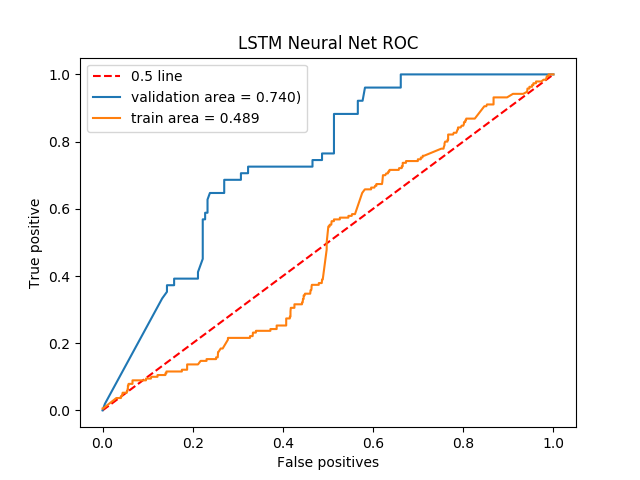 LSTM Neural Net ROC
0.5 line
validation area = 0.740)
train area = 0.489
True positive
1.0
0.8
0.6
0.4
0.2
0.0
0.0 0.2 0.4 0.6 0.8 1.0
False positives